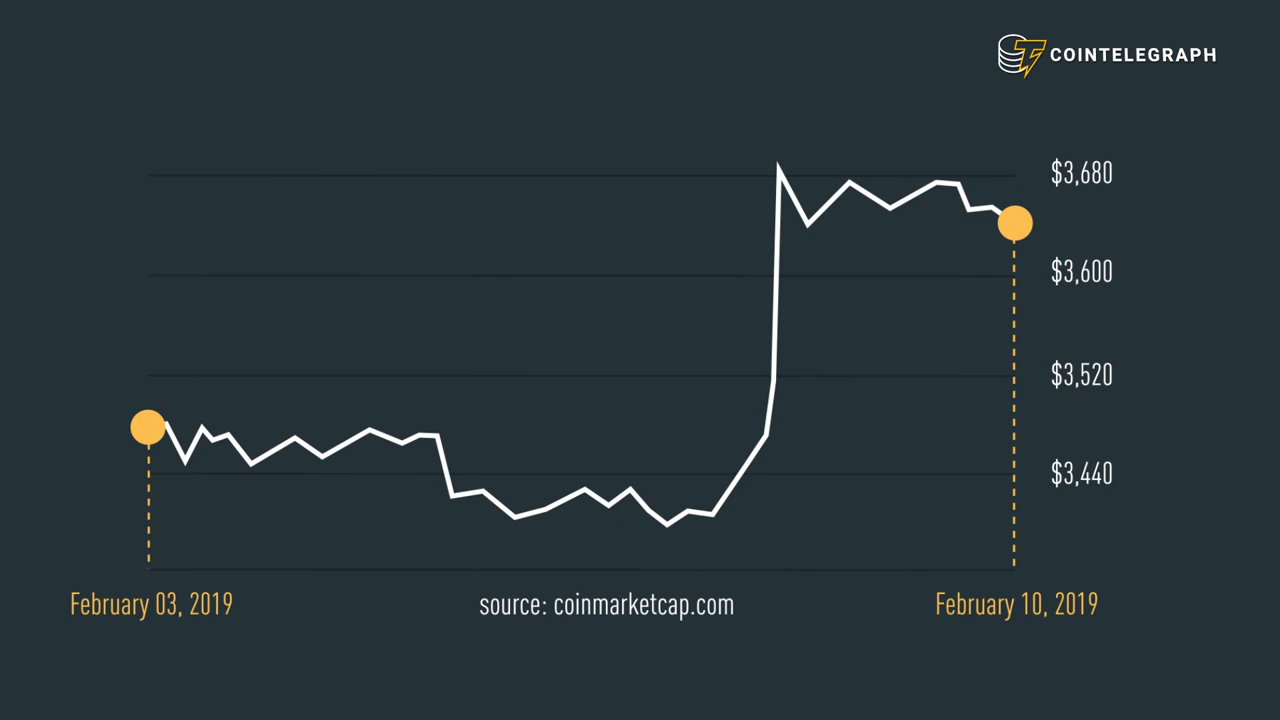 COINTELEGRAPH
$3,680
$3,600
$3,520
$3,440
February 03, 2019
source: coinmarketcap.com
February 10, 2019